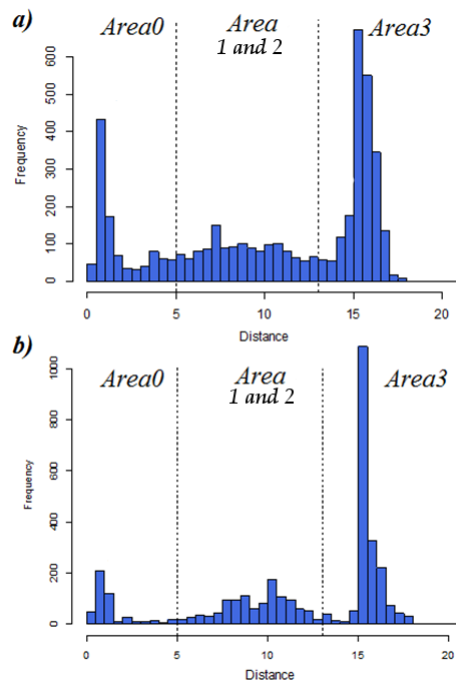 a)
Area0
Area
1 and 2
Area3
Frequency
600
500
400
300
200
100
0
0 5 10 15 20
Distance
b)
Area0
Area
1 and 2
Area3
Frequency
1000
800
600
400
200
0
0 5 10 15 20
Distance